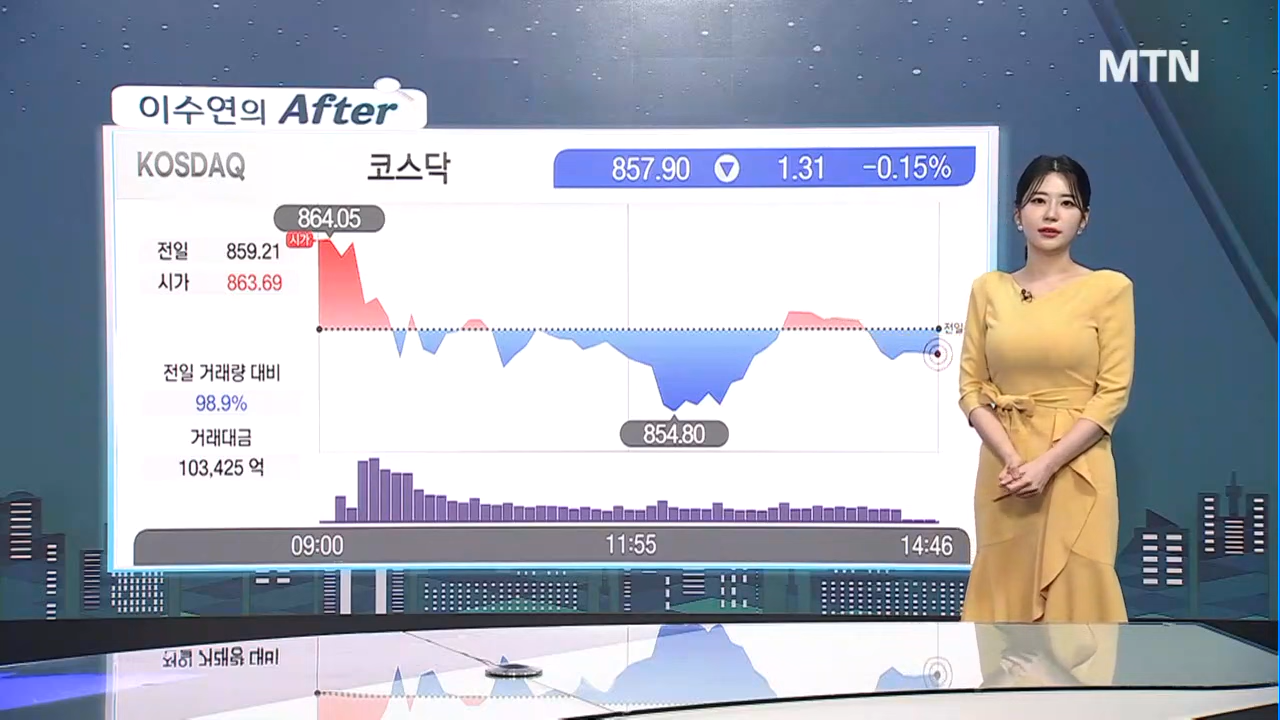 MTN
이수연의 After
KOSDAQ 코스닥 857.90 ▼ 1.31 -0.15%
864.05
시가
전일 859.21
시가 863.69
전일
전일 거래량 대비
98.9%
854.80
거래대금
103,425 억
09:00 11:55 14:46